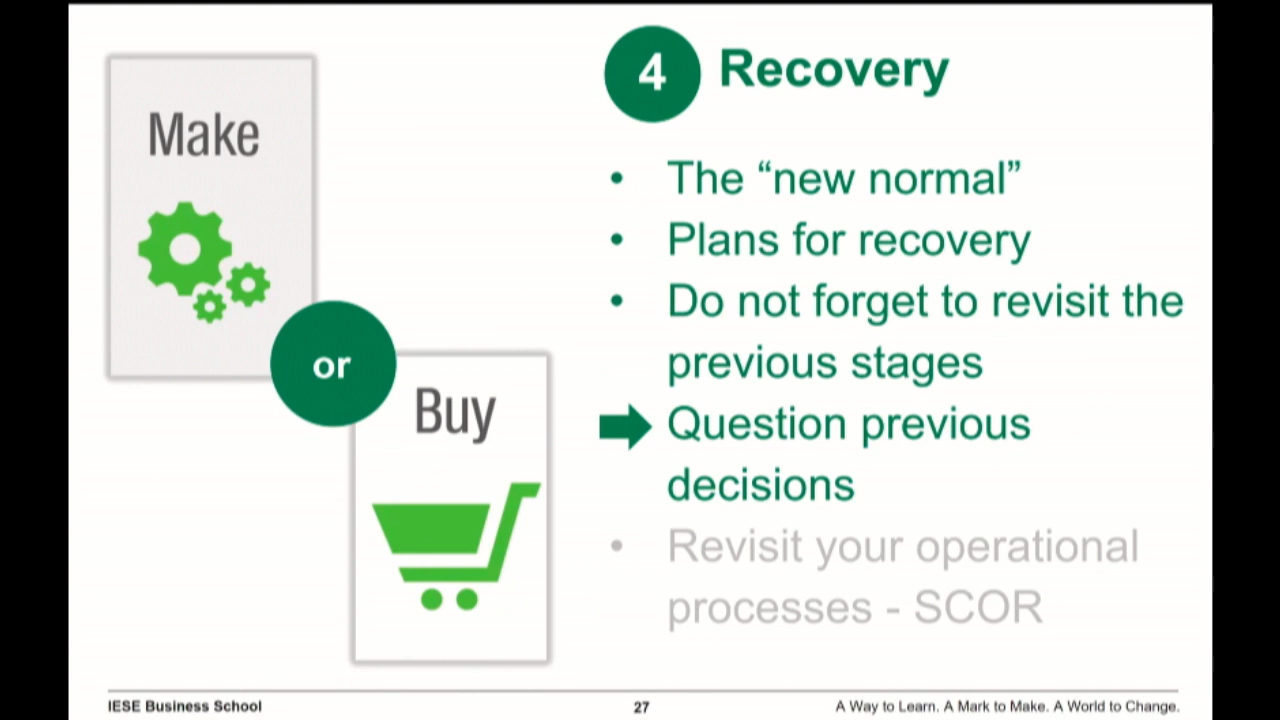 Make
or
Buy
4 Recovery
• The “new normal”
• Plans for recovery
• Do not forget to revisit the
previous stages
Question previous
decisions
• Revisit your operational
processes - SCOR
IESE Business School
27
A Way to Learn. A Mark to Make. A World to Change.